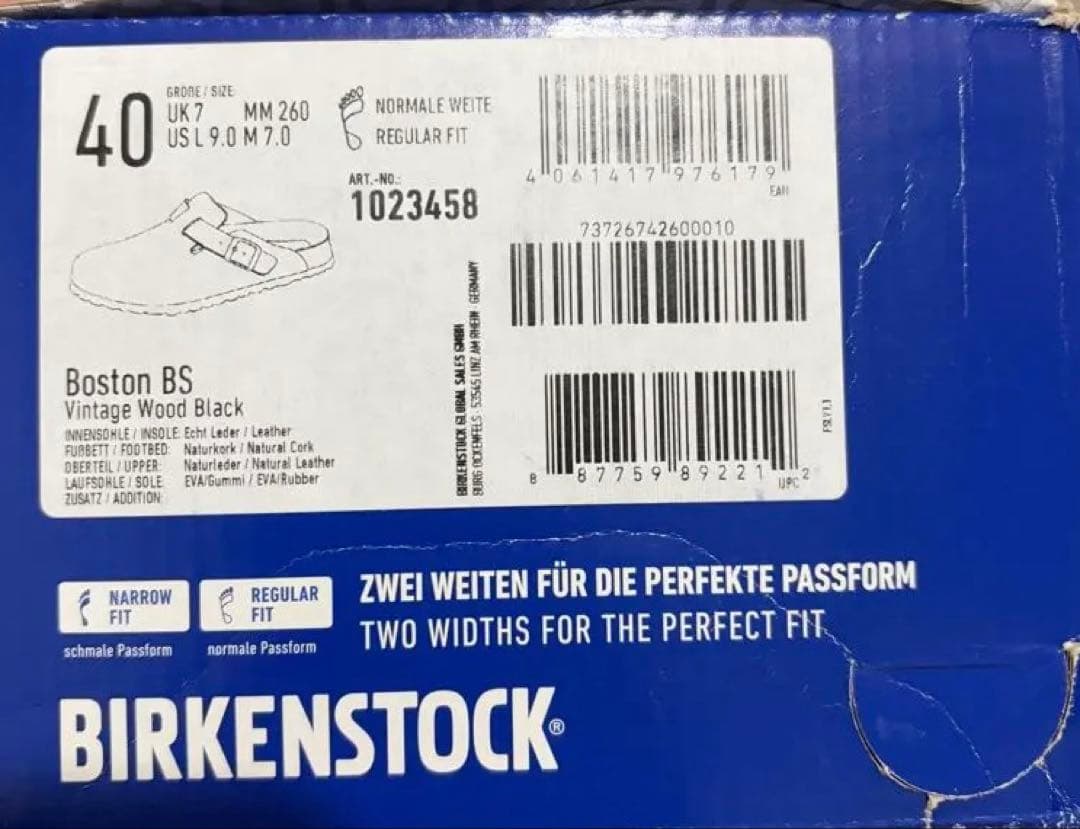 40
GRÖßE / SIZE
UK 7 MM 260
US L 9.0 M 7.0
NORMALE WEITE
REGULAR FIT
ART.-NO.:
1023458
4 061417 976179
EAN
73726742600010
8 87759 89221 2
UPC
Boston BS
Vintage Wood Black
INNENSOHLE / INSOLE: Echt Leder / Leather
FUßBETT / FOOTBED: Naturkork / Natural Cork
OBERTEIL / UPPER: Naturleder / Natural Leather
LAUFSOHLE / SOLE: EVA/Gummi / EVA/Rubber
ZUSATZ / ADDITION:
BIRKENSTOCK GLOBAL SALES GMBH
BURG OCKENFELS · 53545 LINZ AM RHEIN · GERMANY
NARROW
FIT
schmale Passform
REGULAR
FIT
normale Passform
ZWEI WEITEN FÜR DIE PERFEKTE PASSFORM
TWO WIDTHS FOR THE PERFECT FIT
BIRKENSTOCK®